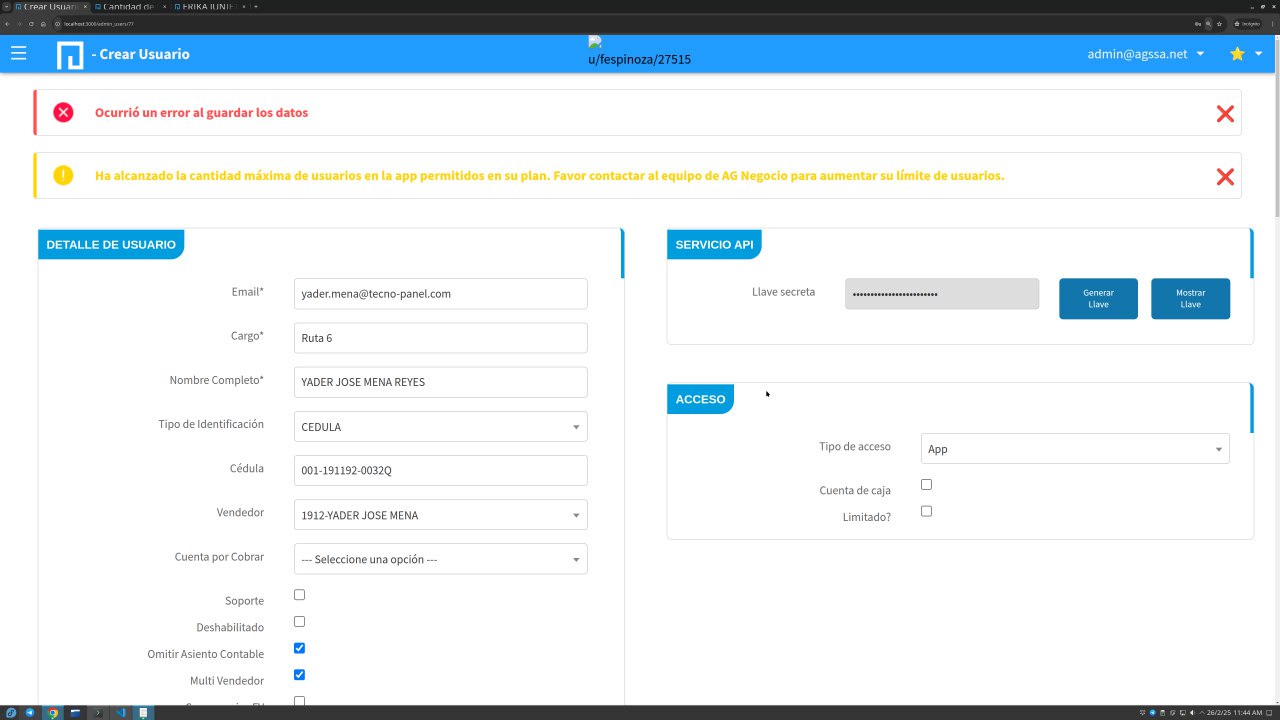 Crear Usuari
Cantidad de
ERIKA JUNIE
localhost:3000/admin_users/77
Incógnito
- Crear Usuario
u/fespinoza/27515
admin@agssa.net
Ocurrió un error al guardar los datos
Ha alcanzado la cantidad máxima de usuarios en la app permitidos en su plan. Favor contactar al equipo de AG Negocio para aumentar su límite de usuarios.
DETALLE DE USUARIO
Email*
yader.mena@tecno-panel.com
Cargo*
Ruta 6
Nombre Completo*
YADER JOSE MENA REYES
Tipo de Identificación
CEDULA
Cédula
001-191192-0032Q
Vendedor
1912-YADER JOSE MENA
Cuenta por Cobrar
--- Seleccione una opción ---
Soporte
Deshabilitado
Omitir Asiento Contable
Multi Vendedor
SERVICIO API
Llave secreta
Generar
Llave
Mostrar
Llave
ACCESO
Tipo de acceso
App
Cuenta de caja
Limitado?
26/2/25 11:44 AM